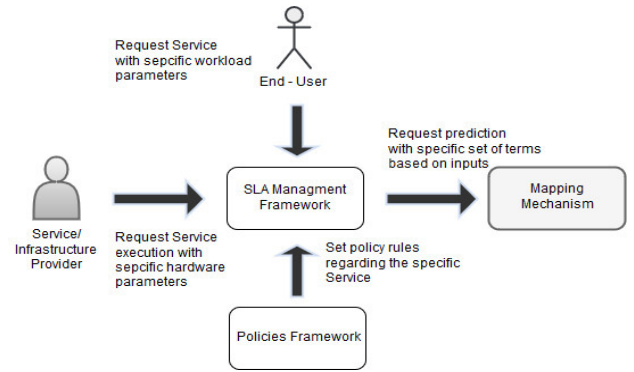 Request Service
with sepcific workload
parameters
End - User
Request prediction
with specific set of terms
based on inputs
SLA Managment
Framework
Mapping
Mechanism
Service/
Infrastructure
Provider
Request Service
execution with
sepcific hardware
parameters
Set policy rules
regarding the specific
Service
Policies Framework